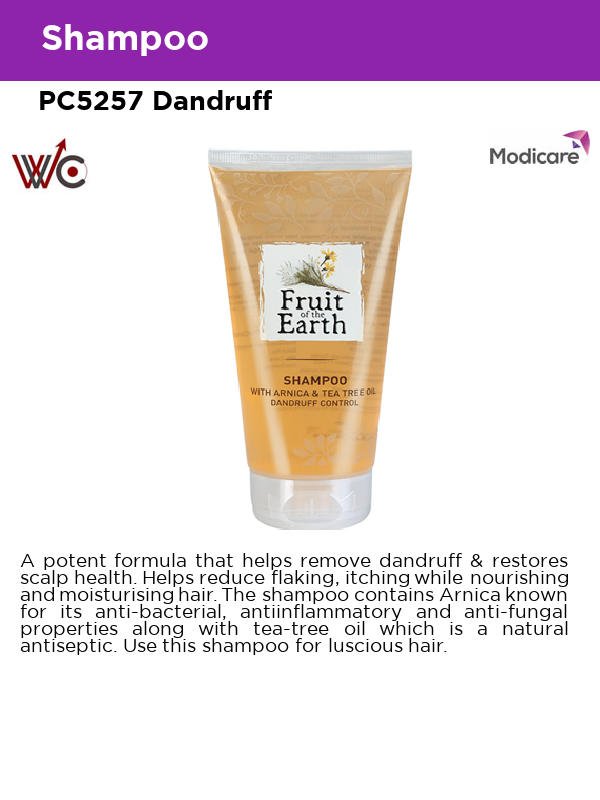 Shampoo
PC5257 Dandruff
WC
Modicare
Fruit
of the
Earth
SHAMPOO
WITH ARNICA & TEA TREE OIL
DANDRUFF CONTROL
A potent formula that helps remove dandruff & restores
scalp health. Helps reduce flaking, itching while nourishing
and moisturising hair. The shampoo contains Arnica known
for its anti-bacterial, antiinflammatory and anti-fungal
properties along with tea-tree oil which is a natural
antiseptic. Use this shampoo for luscious hair.